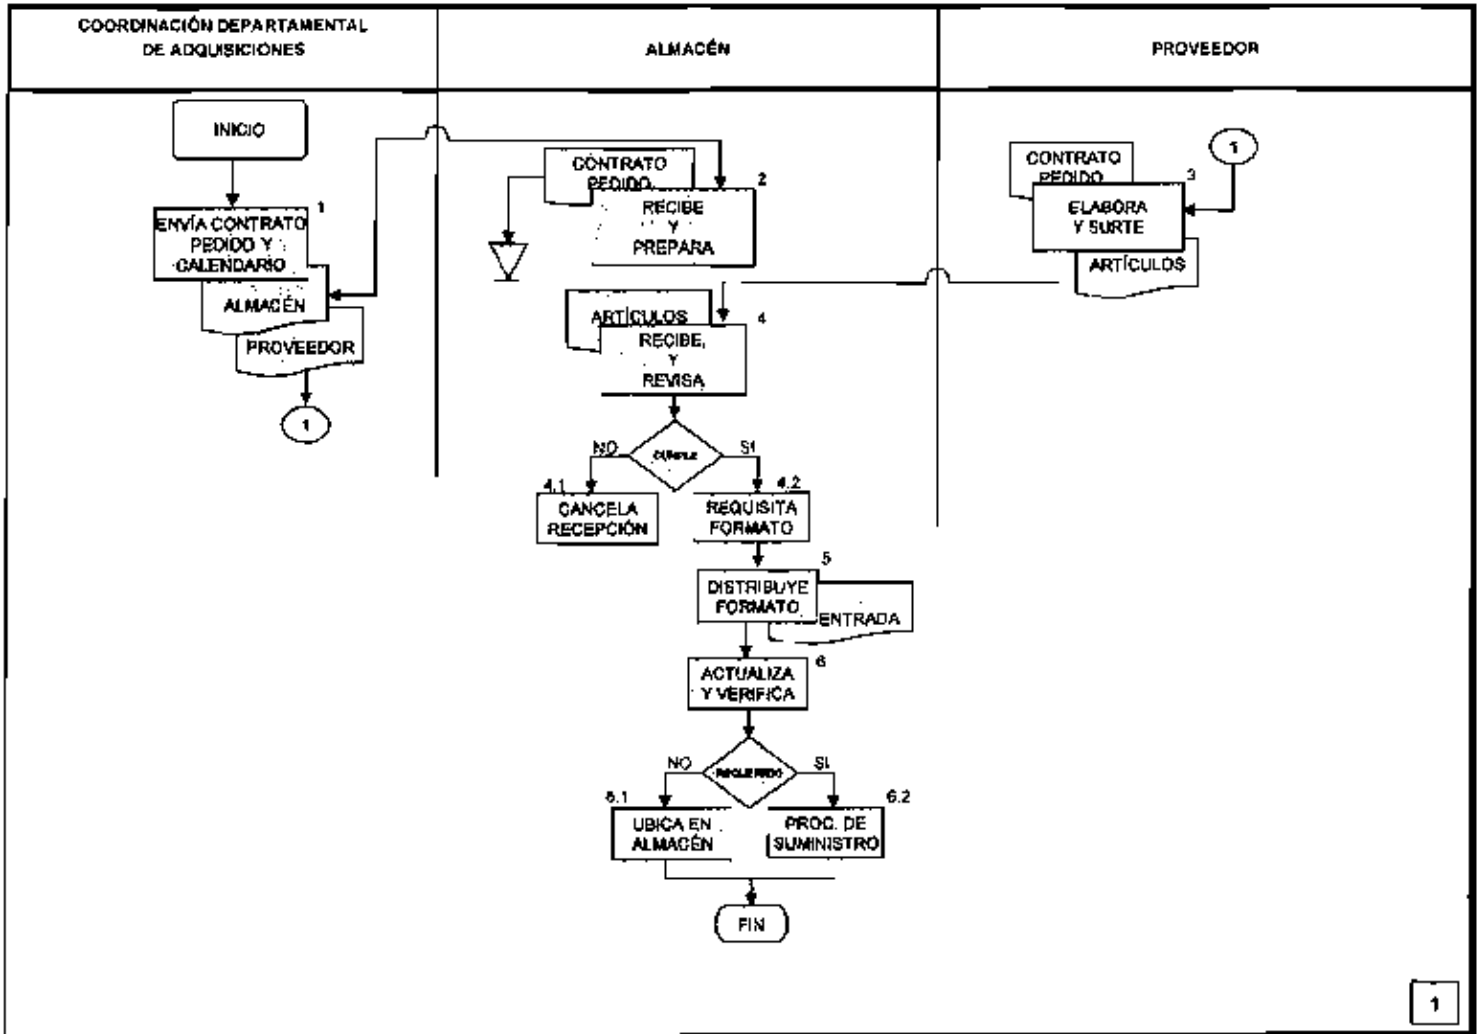 COORDINACIÓN DEPARTAMENTAL
DE ADQUISICIONES
ALMACÉN
PROVEEDOR
INICIO
1
ENVÍA CONTRATO
PEDIDO Y
CALENDARIO
ALMACÉN
PROVEEDOR
1
CONTRATO
PEDIDO
2
RECIBE
Y
PREPARA
1
CONTRATO
PEDIDO
3
ELABORA
Y SURTE
ARTÍCULOS
ARTÍCULOS
4
RECIBE,
Y
REVISA
CUMPLE
NO
SI
4.1
CANCELA
RECEPCIÓN
4.2
REQUISITA
FORMATO
5
DISTRIBUYE
FORMATO
ENTRADA
6
ACTUALIZA
Y VERIFICA
REQUERIDO
NO
SI
6.1
UBICA EN
ALMACÉN
6.2
PROC. DE
SUMINISTRO
FIN
1